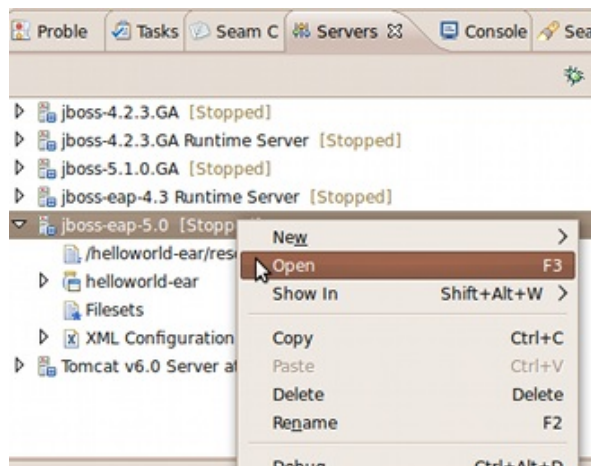 Proble Tasks Seam C Servers Console Sea
jboss-4.2.3.GA [Stopped]
jboss-4.2.3.GA Runtime Server [Stopped]
jboss-5.1.0.GA [Stopped]
jboss-eap-4.3 Runtime Server [Stopped]
jboss-eap-5.0 [Stopp
/helloworld-ear/res
helloworld-ear
Filesets
XML Configuration
Tomcat v6.0 Server at
New
Open F3
Show In Shift+Alt+W
Copy Ctrl+C
Paste Ctrl+V
Delete Delete
Rename F2
Debug Ctrl+Alt+D